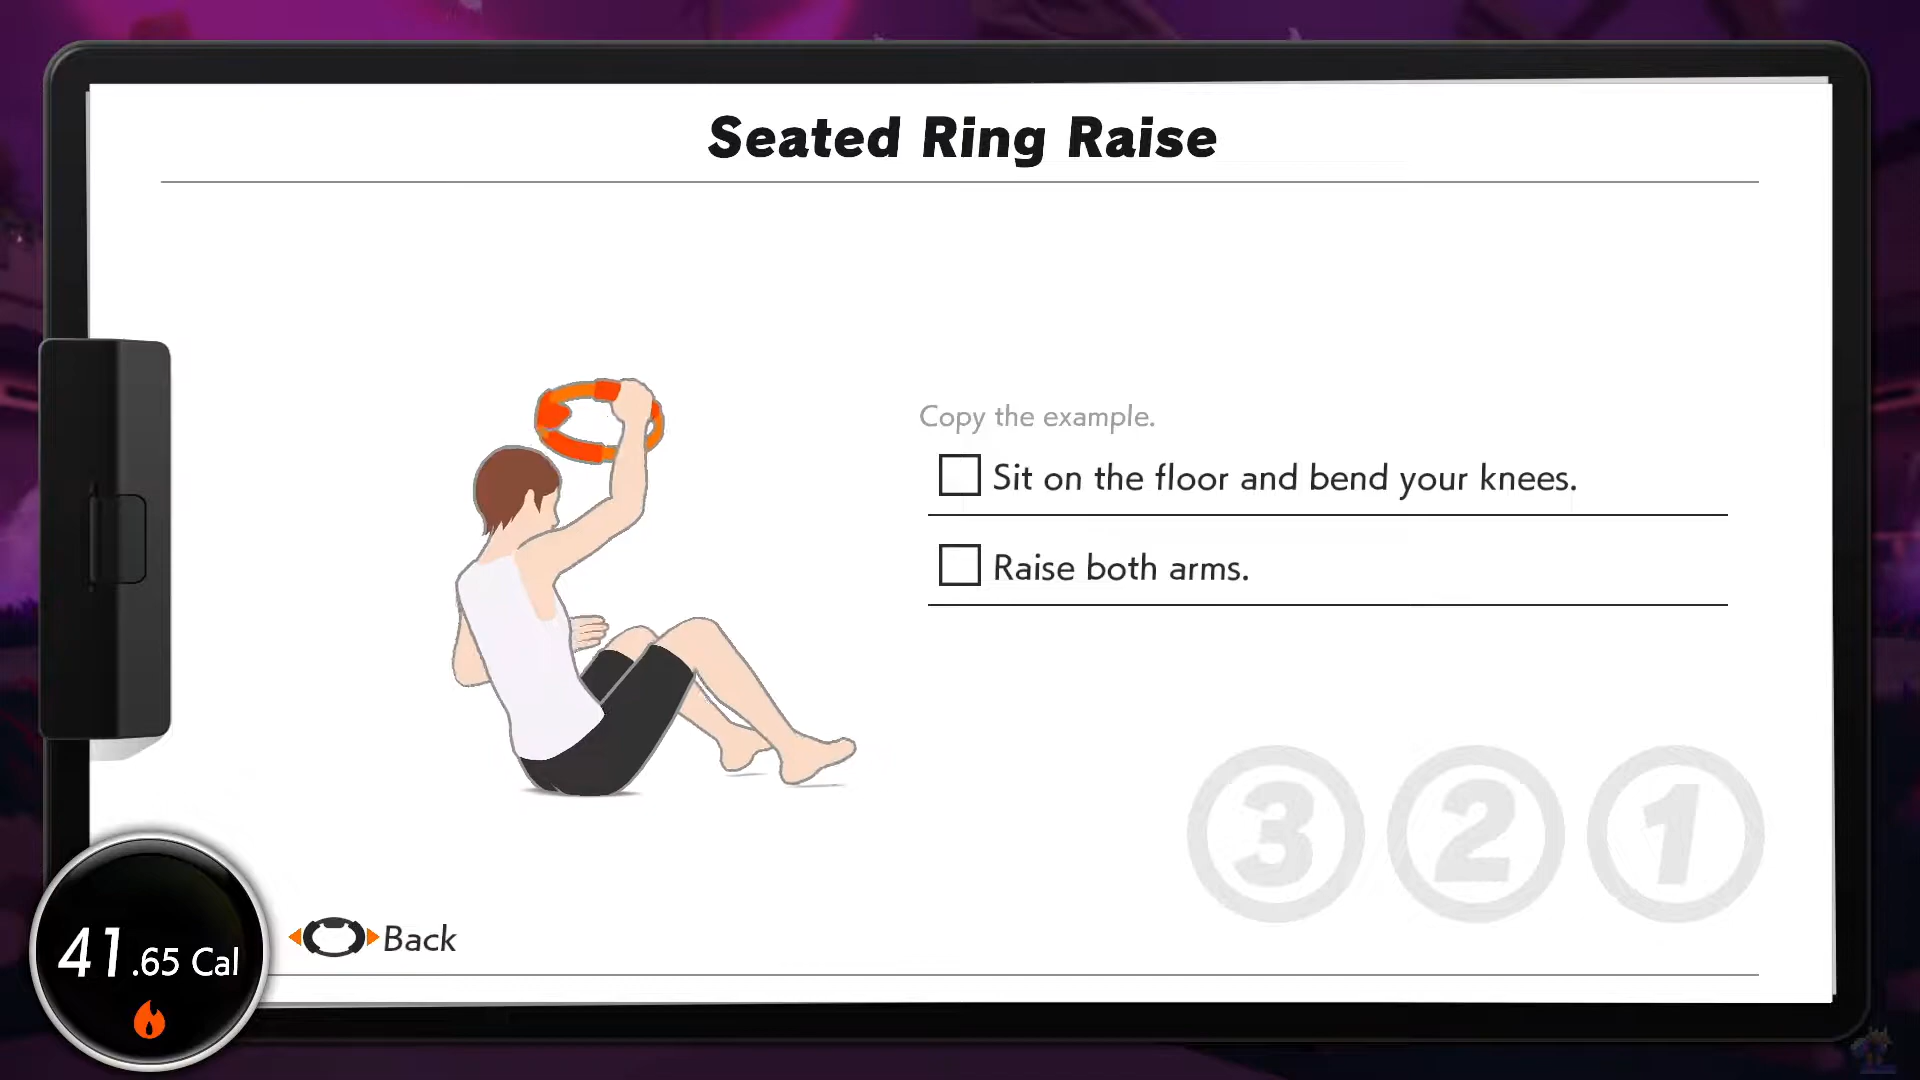 Seated Ring Raise
Copy the example.
Sit on the floor and bend your knees.
Raise both arms.
3 2 1
Back
41.65 Cal